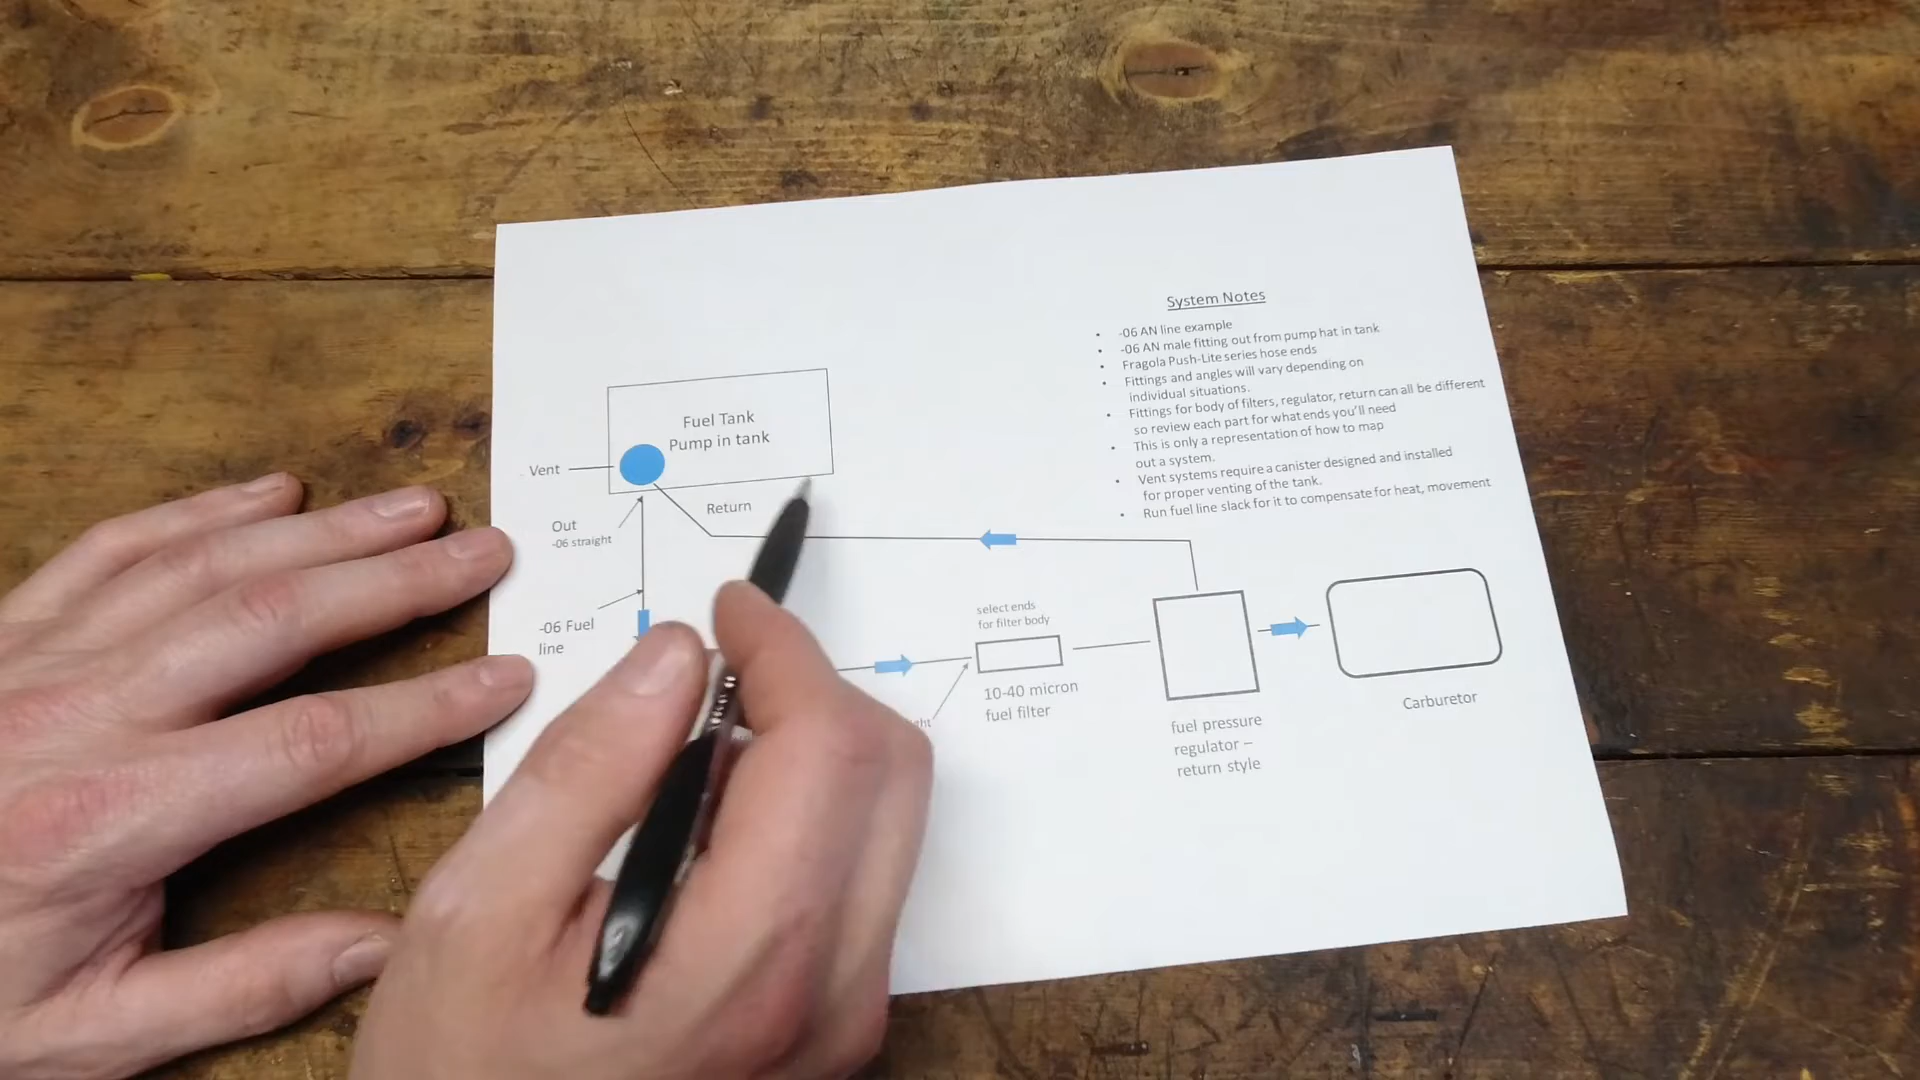 System Notes
• -06 AN line example
• -06 AN male fitting out from pump hat in tank
• Fragola Push-Lite series hose ends
• Fittings and angles will vary depending on
individual situations.
• Fittings for body of filters, regulator, return can all be different
so review each part for what ends you'll need
• This is only a representation of how to map
out a system.
• Vent systems require a canister designed and installed
for proper venting of the tank.
• Run fuel line slack for it to compensate for heat, movement
Fuel Tank
Pump in tank
Vent
Return
Out
-06 straight
-06 Fuel
line
select ends
for filter body
10-40 micron
fuel filter
fuel pressure
regulator –
return style
Carburetor